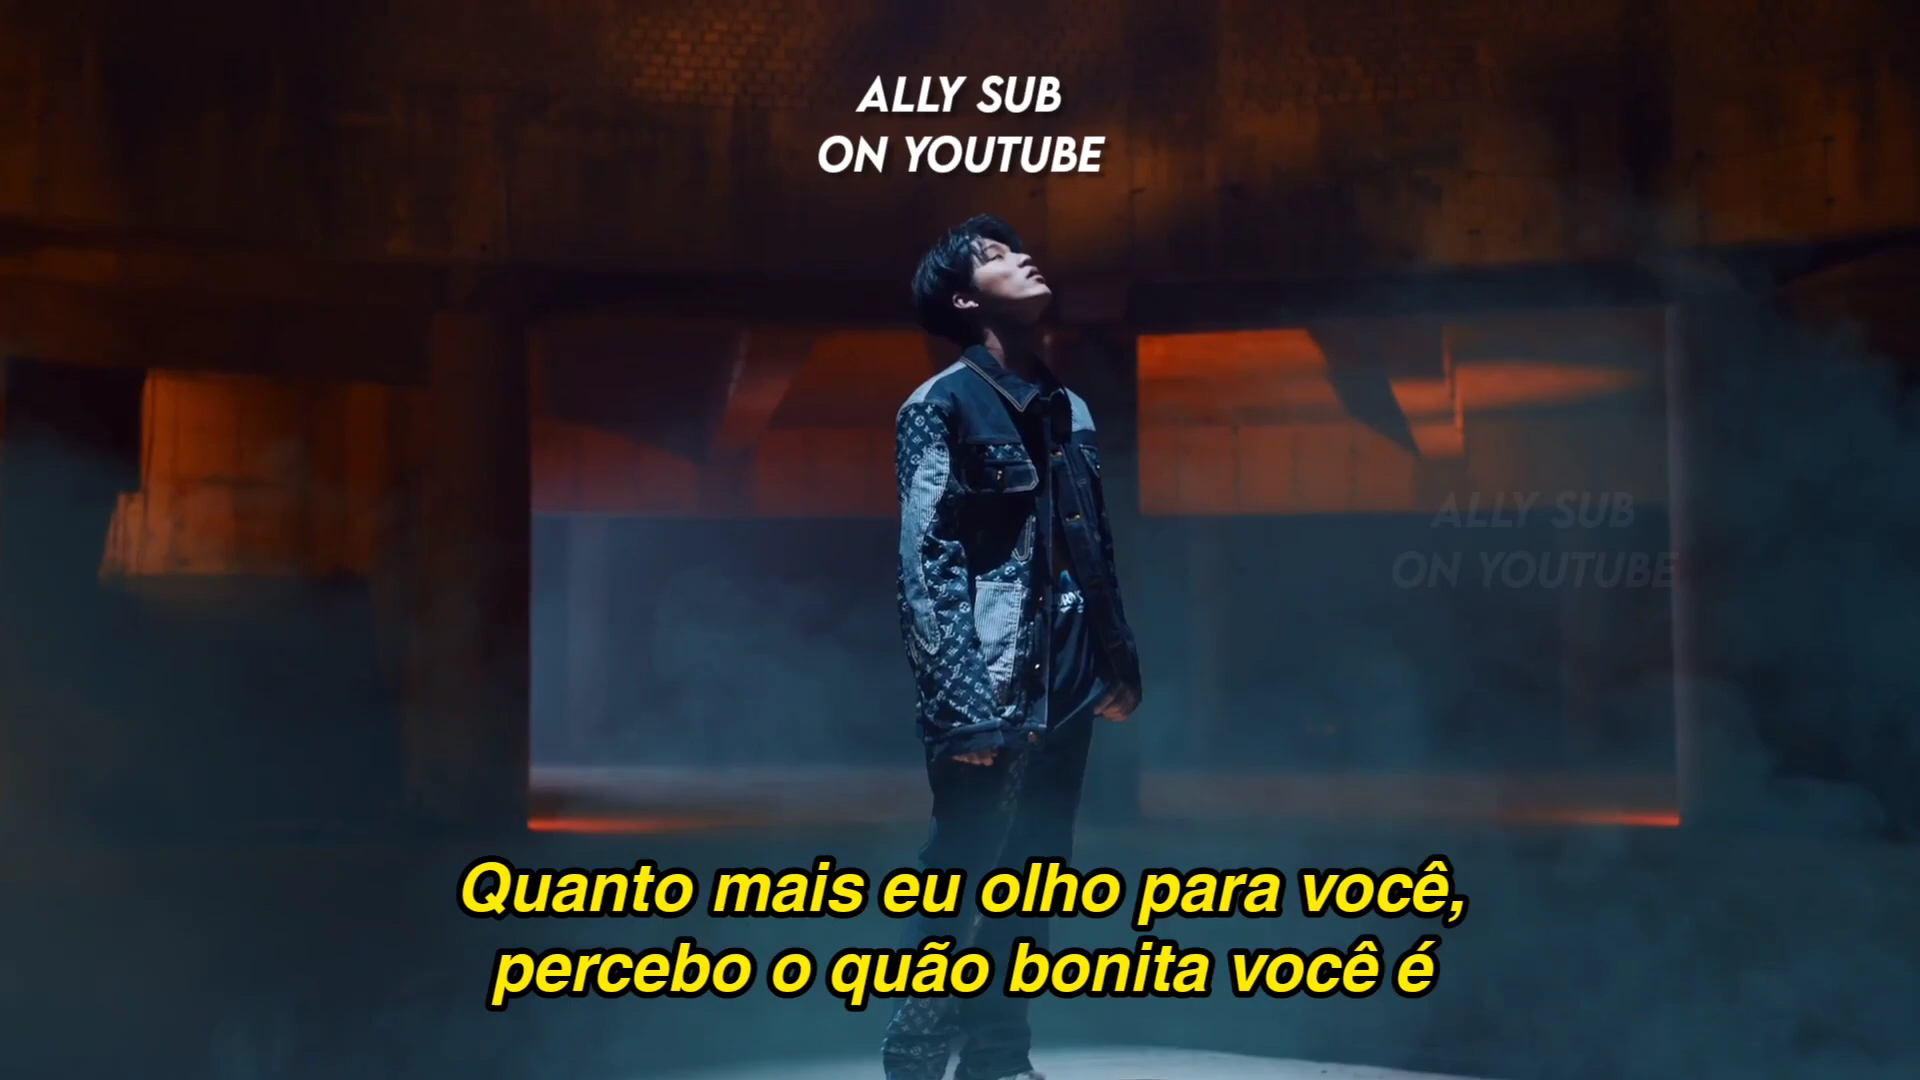 ALLY SUB
ON YOUTUBE
ALLY SUB
ON YOUTUBE
Quanto mais eu olho para você,
percebo o quão bonita você é